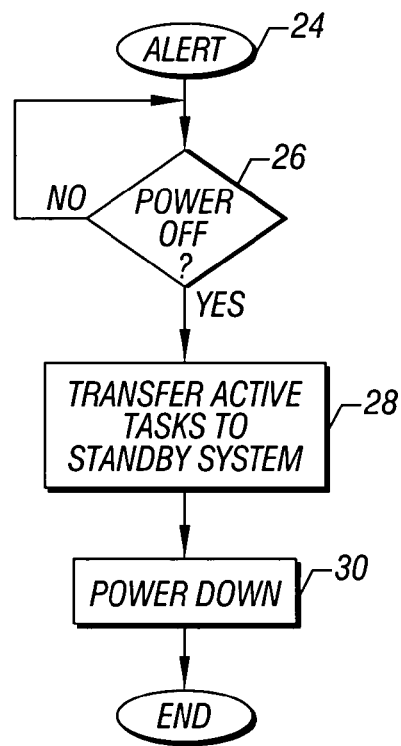 ALERT
24
26
NO
POWER
OFF
?
YES
TRANSFER ACTIVE
TASKS TO
STANDBY SYSTEM
28
POWER DOWN
30
END